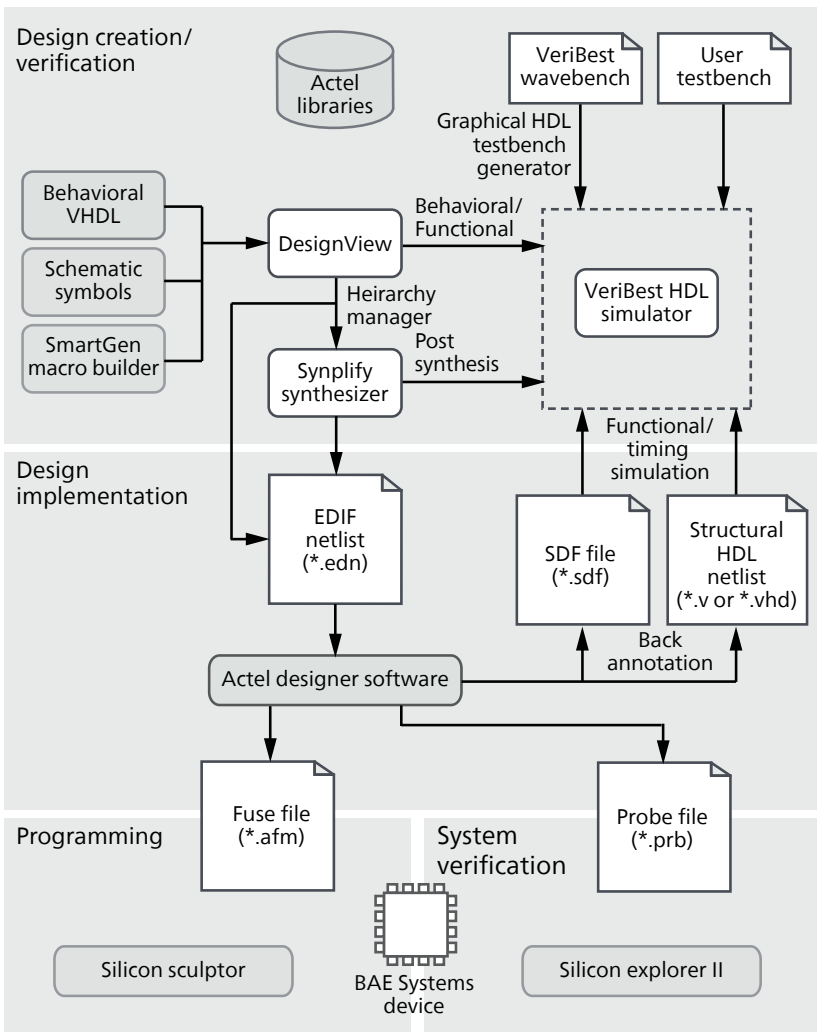 Design creation/
verification
Actel
libraries
VeriBest
wavebench
User
testbench
Graphical HDL
testbench
generator
Behavioral
VHDL
Schematic
symbols
SmartGen
macro builder
DesignView
Behavioral/
Functional
Heirarchy
manager
VeriBest HDL
simulator
Synplify
synthesizer
Post
synthesis
Functional/
timing
simulation
Design
implementation
EDIF
netlist
(*.edn)
SDF file
(*.sdf)
Structural
HDL
netlist
(*.v or *.vhd)
Back
annotation
Actel designer software
Fuse file
(*.afm)
Probe file
(*.prb)
Programming
System
verification
Silicon sculptor
BAE Systems
device
Silicon explorer II